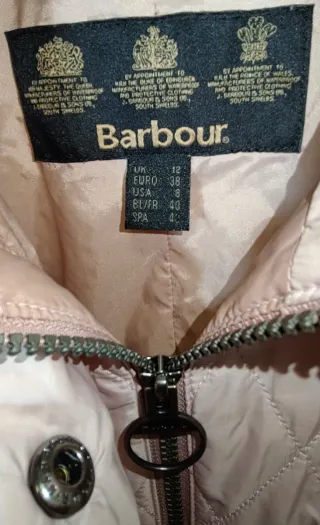 BY APPOINTMENT TO
HER MAJESTY THE QUEEN
MANUFACTURERS OF WATERPROOF
AND PROTECTIVE CLOTHING
J. BARBOUR & SONS LTD.,
SOUTH SHIELDS.
BY APPOINTMENT TO
H.R.H. THE DUKE OF EDINBURGH
MANUFACTURERS OF WATERPROOF
AND PROTECTIVE CLOTHING
J. BARBOUR & SONS LTD.
SOUTH SHIELDS.
BY APPOINTMENT TO
H.R.H. THE PRINCE OF WALES
MANUFACTURERS OF WATERPROOF
AND PROTECTIVE CLOTHING
J. BARBOUR & SONS LTD.
SOUTH SHIELDS.
Barbour®
UK 12
EURO 38
USA 8
BL/FR 40
SPA